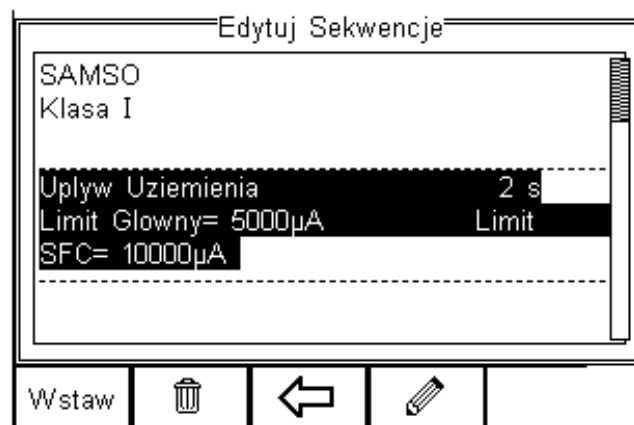 Edytuj Sekwencje
SAMSO
Klasa I
Uplyw Uziemienia 2 s
Limit Glowny= 5000µA Limit
SFC= 10000µA
Wstaw